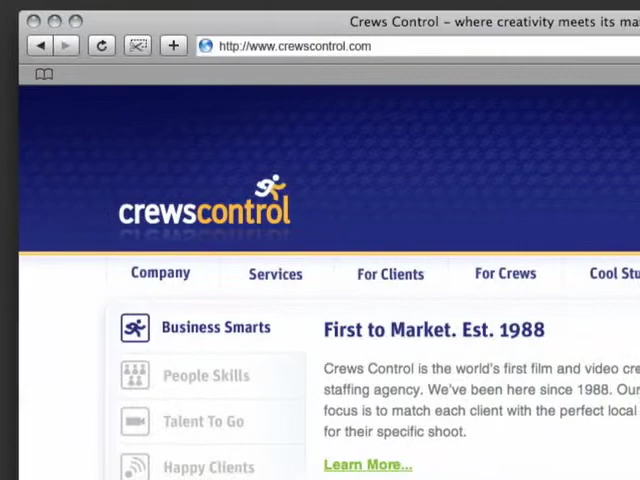 Crews Control – where creativity meets its
http://www.crewscontrol.com
crewscontrol
Company Services For Clients For Crews Cool
Business Smarts
People Skills
Talent To Go
Happy Clients
First to Market. Est. 1988
Crews Control is the world's first film and video
staffing agency. We've been here since 1988. Our
focus is to match each client with the perfect local
for their specific shoot.
Learn More...